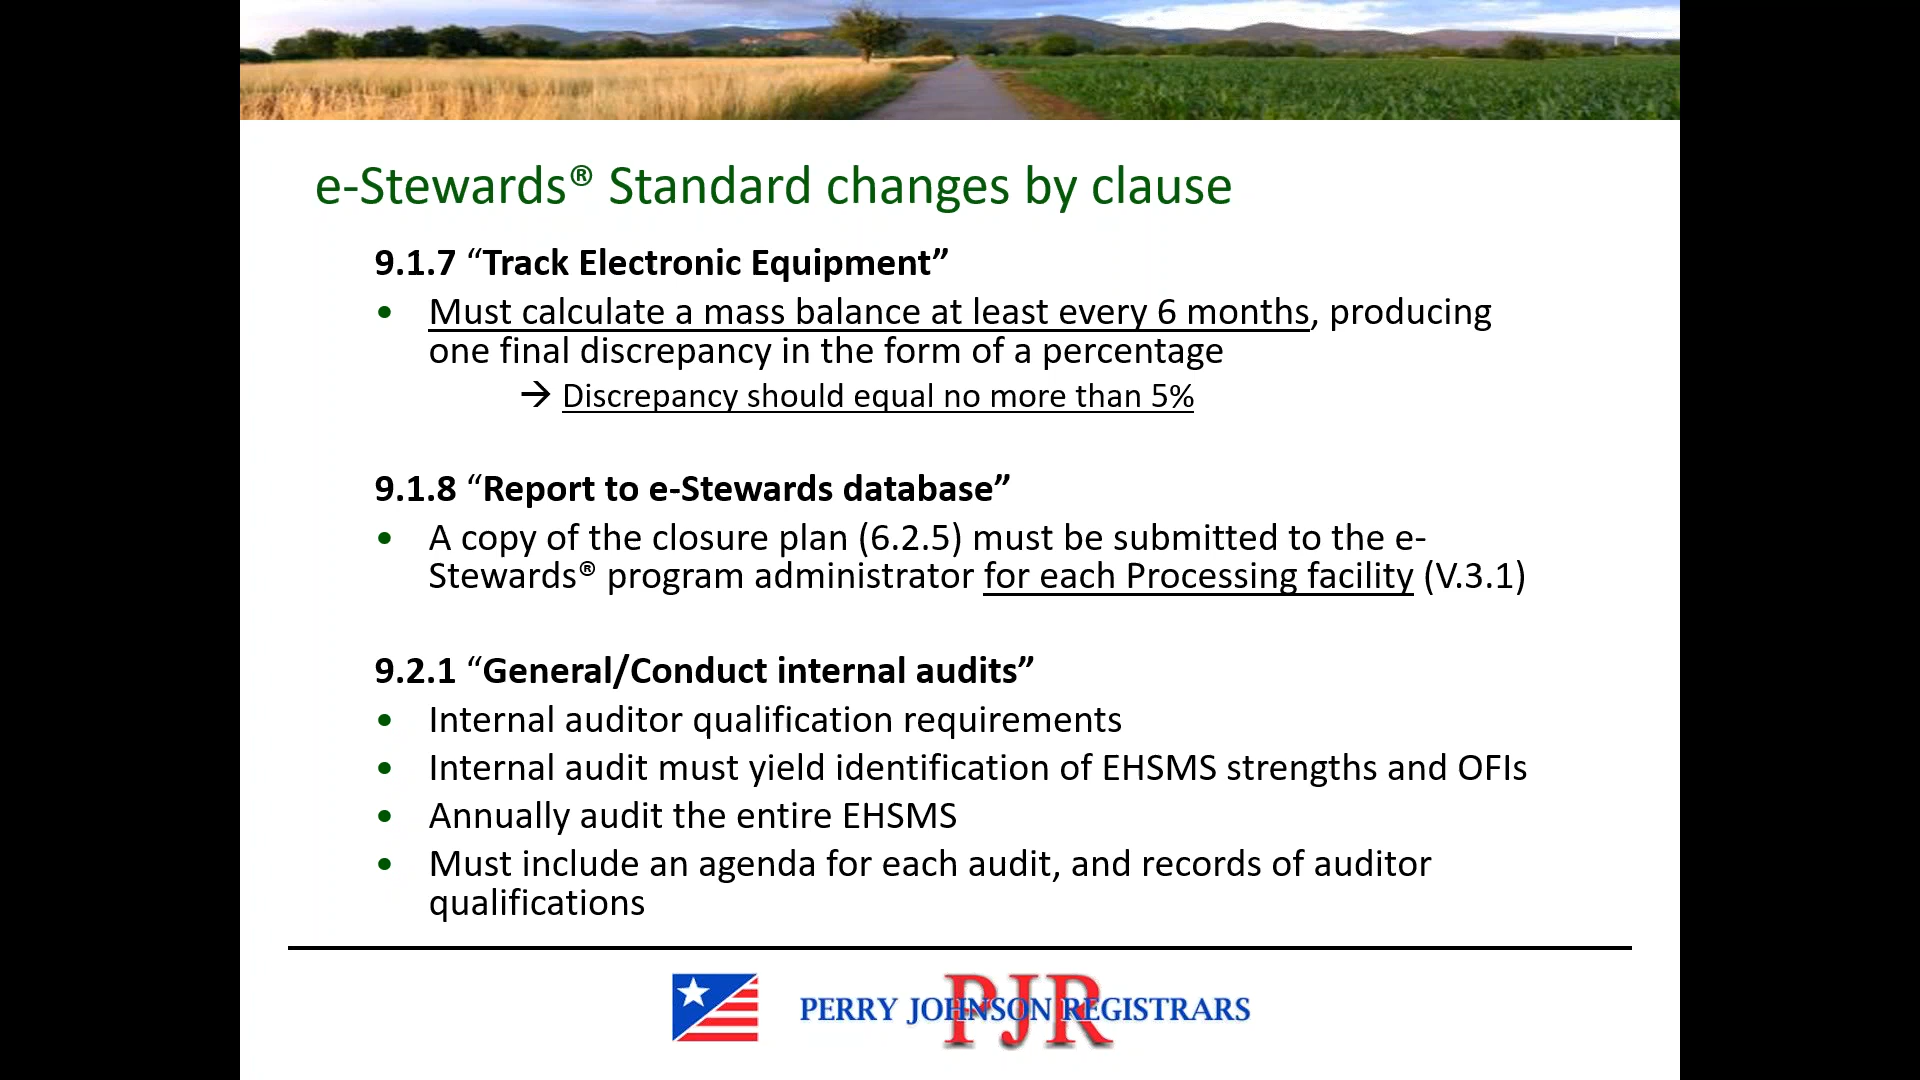 e-Stewards® Standard changes by clause
9.1.7 “Track Electronic Equipment”
• Must calculate a mass balance at least every 6 months, producing
one final discrepancy in the form of a percentage
→ Discrepancy should equal no more than 5%
9.1.8 “Report to e-Stewards database”
• A copy of the closure plan (6.2.5) must be submitted to the e-
Stewards® program administrator for each Processing facility (V.3.1)
9.2.1 “General/Conduct internal audits”
• Internal auditor qualification requirements
• Internal audit must yield identification of EHSMS strengths and OFIs
• Annually audit the entire EHSMS
• Must include an agenda for each audit, and records of auditor
qualifications
PJR
PERRY JOHNSON REGISTRARS